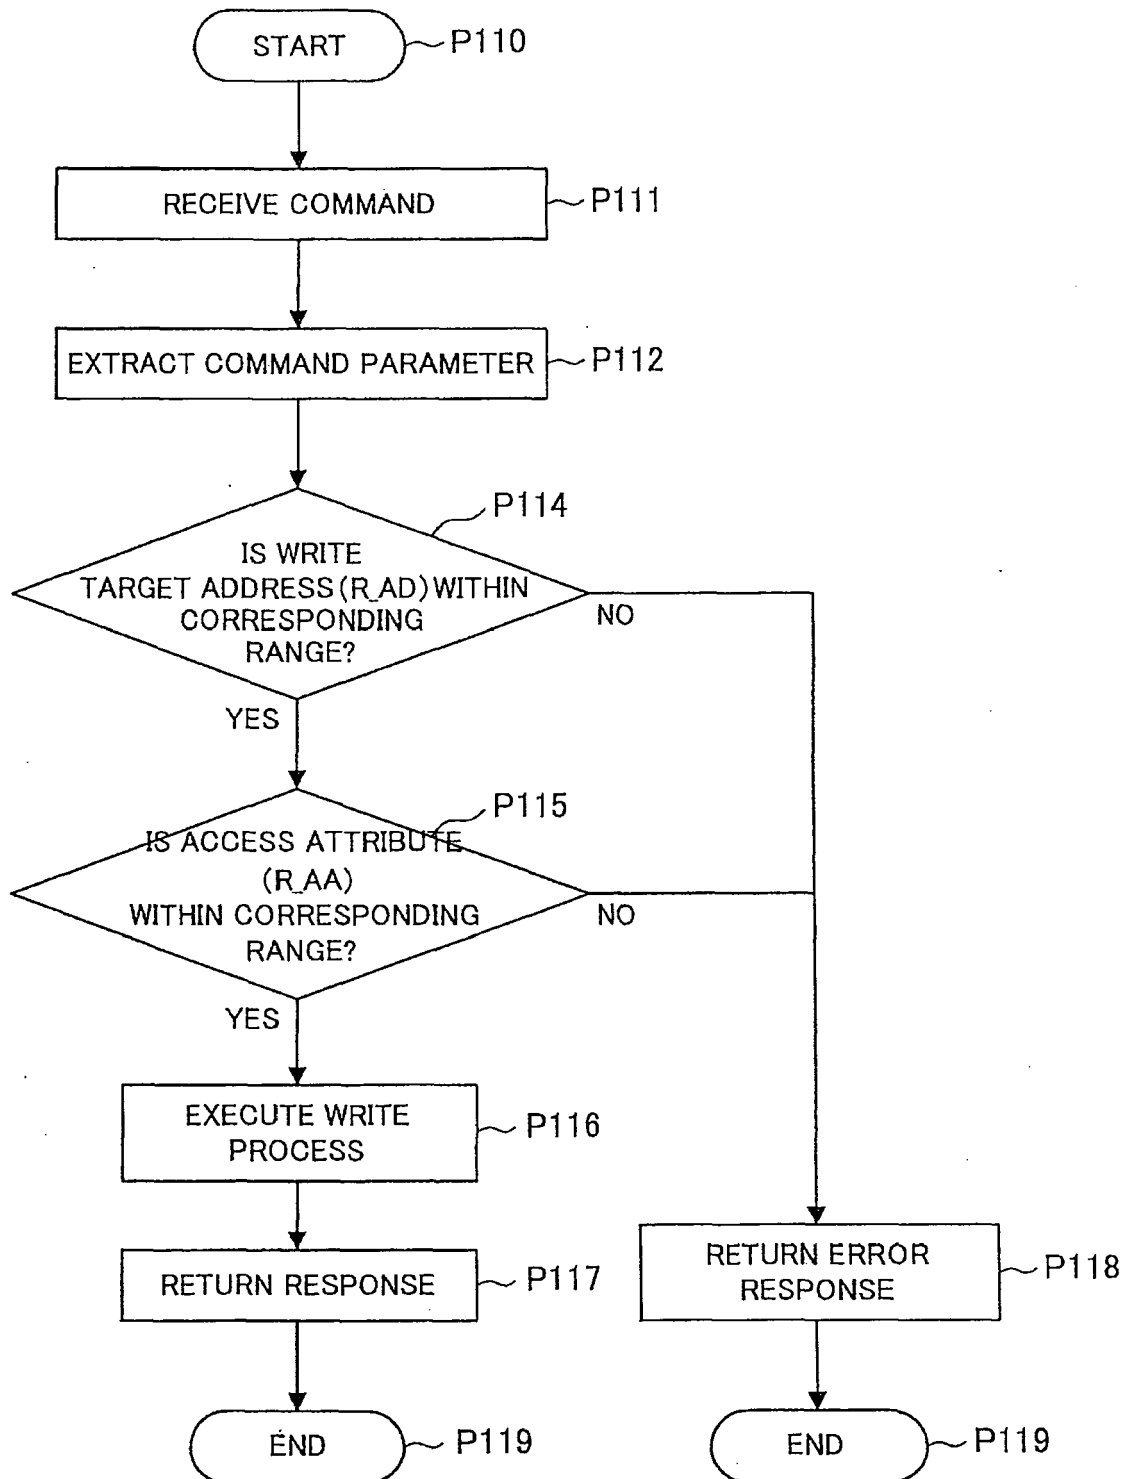 START
P110
RECEIVE COMMAND
P111
EXTRACT COMMAND PARAMETER
P112
P114
IS WRITE
TARGET ADDRESS(R_AD)WITHIN
CORRESPONDING
RANGE?
NO
YES
P115
IS ACCESS ATTRIBUTE
(R_AA)
WITHIN CORRESPONDING
RANGE?
NO
YES
EXECUTE WRITE
PROCESS
P116
RETURN RESPONSE
P117
RETURN ERROR
RESPONSE
P118
END
P119
END
P119